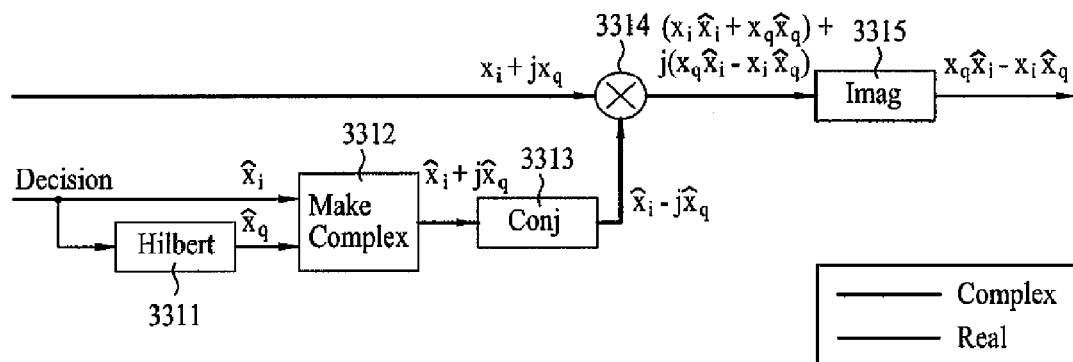 3314
(x_i x̂_i + x_q x̂_q) +
j(x_q x̂_i - x_i x̂_q)
3315
x_i + jx_q
Imag
x_q x̂_i - x_i x̂_q
3312
Decision
x̂_i
x̂_i + jx̂_q
3313
Make
Complex
Conj
x̂_i - jx̂_q
Hilbert
x̂_q
3311
Complex
Real